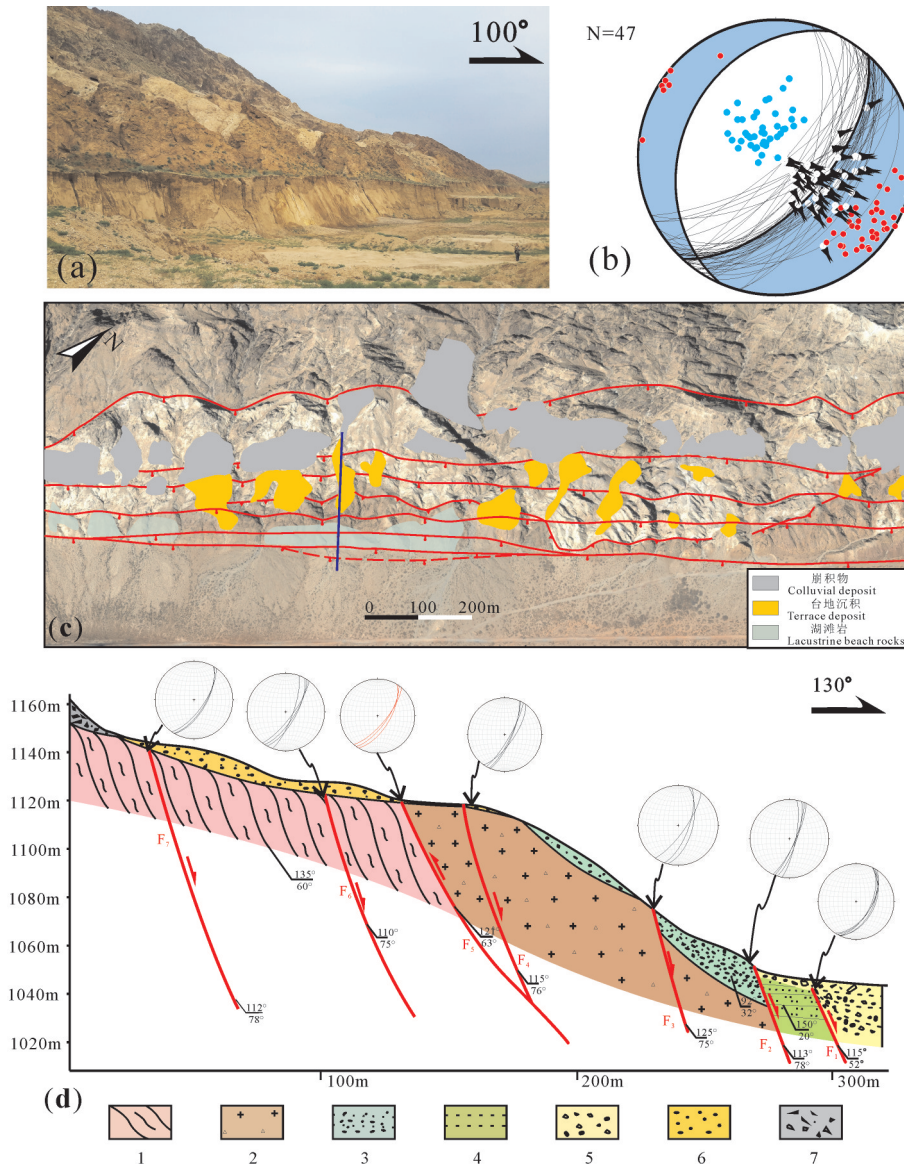 100°
(a)
N=47
(b)
N
崩积物
Colluvial deposit
台地沉积
Terrace deposit
湖滩岩
Lacustrine beach rocks
0 100 200m
(c)
130°
1160m
1140m
1120m
1100m
1080m
1060m
1040m
1020m
F7
135°
60°
F6
110°
75°
112°
78°
F5
121°
63°
F4
115°
76°
F3
125°
75°
32°
150°
20°
F2
113°
78°
F1
115°
52°
100m
200m
300m
(d)
1 2 3 4 5 6 7